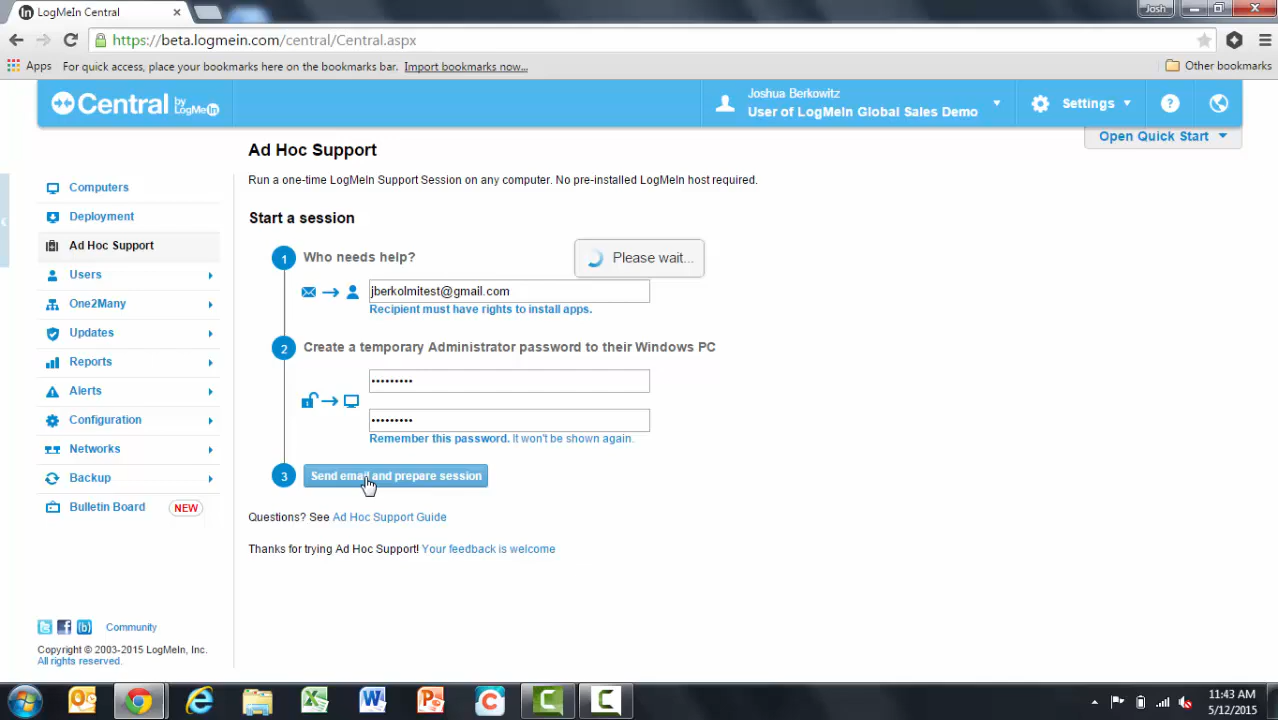 LogMeIn Central
Josh
https://beta.logmein.com/central/Central.aspx
Apps
For quick access, place your bookmarks here on the bookmarks bar.
Import bookmarks now...
Other bookmarks
Central by LogMeIn
Joshua Berkowitz
User of LogMeIn Global Sales Demo
Settings
?
Open Quick Start
Computers
Deployment
Ad Hoc Support
Users
One2Many
Updates
Reports
Alerts
Configuration
Networks
Backup
Bulletin Board
NEW
Ad Hoc Support
Run a one-time LogMeIn Support Session on any computer. No pre-installed LogMeIn host required.
Start a session
1
Who needs help?
Please wait...
jberkolmitest@gmail.com
Recipient must have rights to install apps.
2
Create a temporary Administrator password to their Windows PC
•••••••••
•••••••••
Remember this password. It won't be shown again.
3
Send email and prepare session
Questions? See Ad Hoc Support Guide
Thanks for trying Ad Hoc Support! Your feedback is welcome
Community
Copyright © 2003-2015 LogMeIn, Inc.
All rights reserved.
11:43 AM
5/12/2015